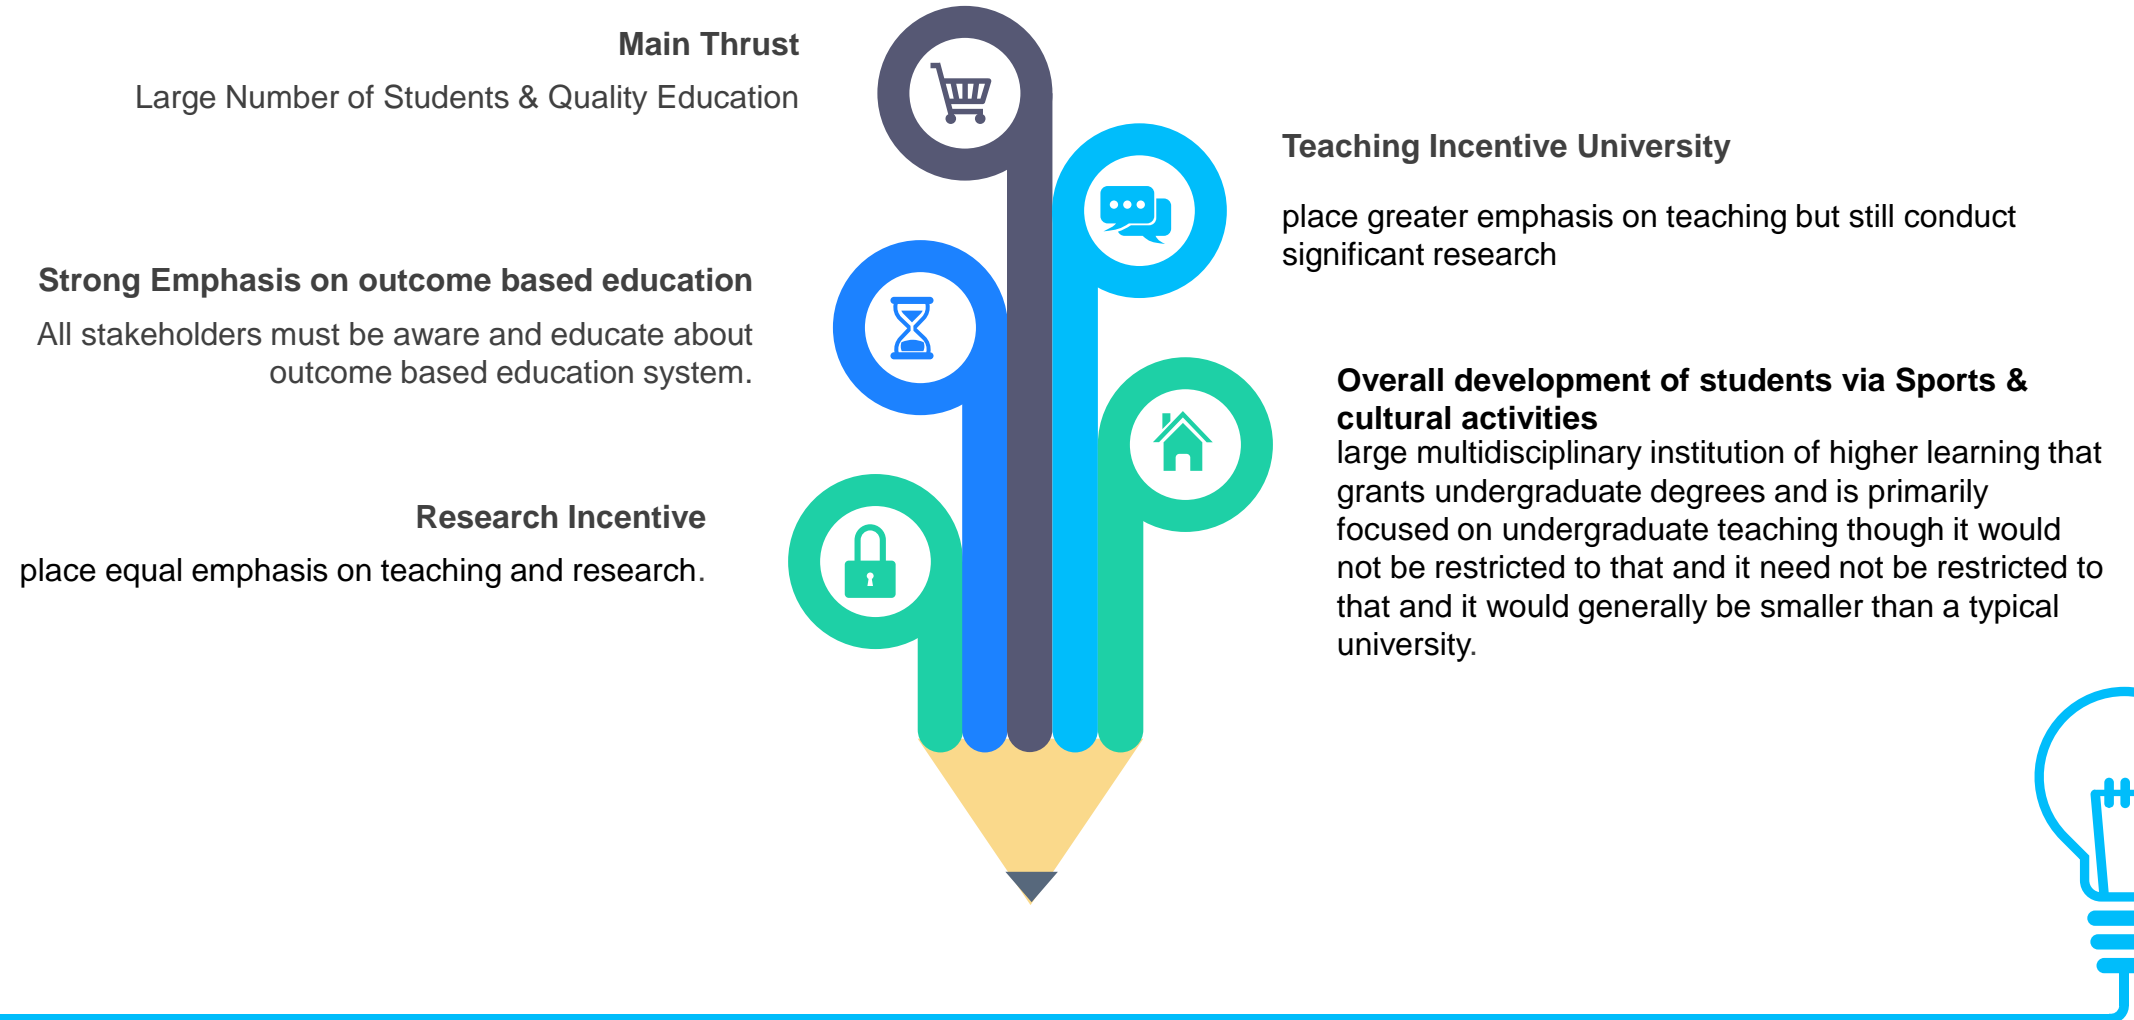 Main Thrust
Large Number of Students & Quality Education
Teaching Incentive University
place greater emphasis on teaching but still conduct
significant research
Strong Emphasis on outcome based education
All stakeholders must be aware and educate about
outcome based education system.
Overall development of students via Sports &
cultural activities
large multidisciplinary institution of higher learning that
grants undergraduate degrees and is primarily
focused on undergraduate teaching though it would
not be restricted to that and it need not be restricted to
that and it would generally be smaller than a typical
university.
Research Incentive
place equal emphasis on teaching and research.